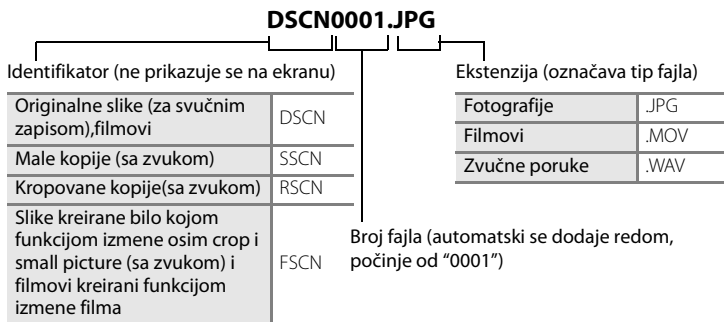 DSCN0001.JPG
Identifikator (ne prikazuje se na ekranu)
Originalne slike (za svučnim
zapisom),filmovi
DSCN
Male kopije (sa zvukom)
SSCN
Kropovane kopije(sa zvukom)
RSCN
Slike kreirane bilo kojom
funkcijom izmene osim crop i
small picture (sa zvukom) i
filmovi kreirani funkcijom
izmene filma
FSCN
Ekstenzija (označava tip fajla)
Fotografije
.JPG
Filmovi
.MOV
Zvučne poruke
.WAV
Broj fajla (automatski se dodaje redom,
počinje od “0001”)